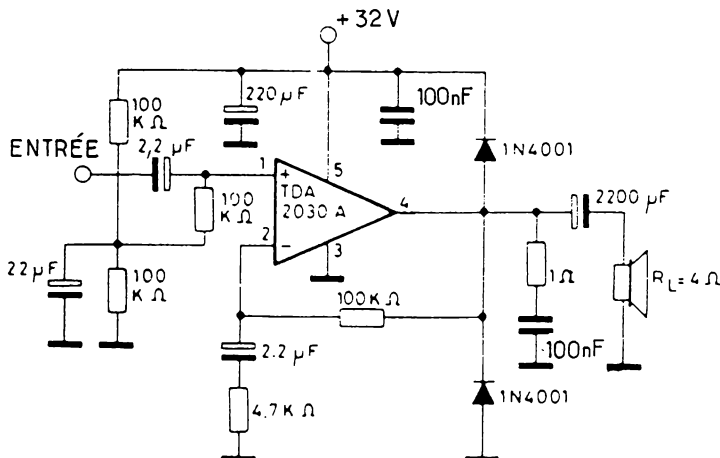 +32V
100
KΩ
220µF
100nF
ENTRÉE
2,2 µF
1
+
5
1N4001
TDA
2030 A
4
2200 µF
100
KΩ
2
−
3
22µF
100
KΩ
100KΩ
1Ω
RL=4Ω
2.2 µF
100nF
4.7K Ω
1N4001